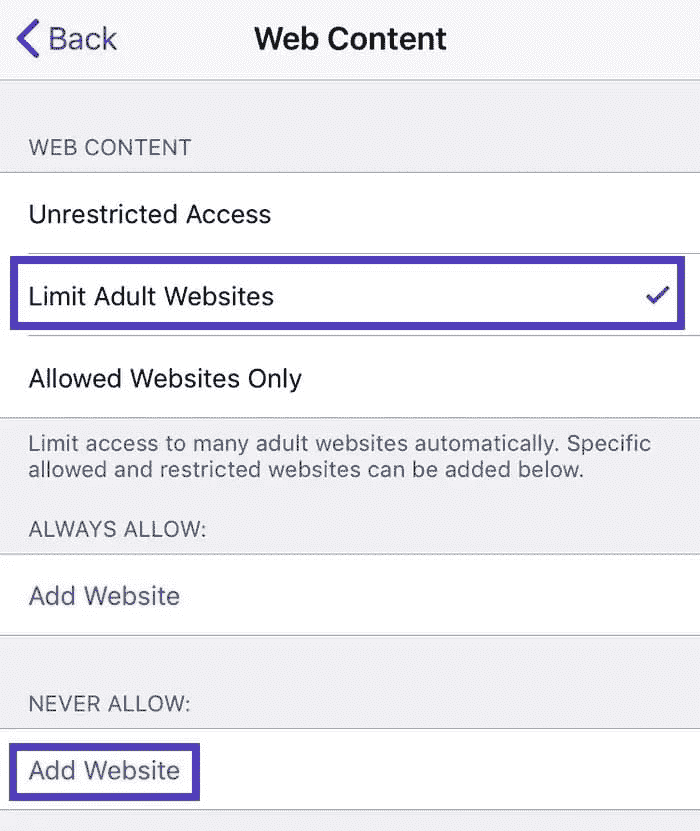 Back
Web Content
WEB CONTENT
Unrestricted Access
Limit Adult Websites
Allowed Websites Only
Limit access to many adult websites automatically. Specific
allowed and restricted websites can be added below.
ALWAYS ALLOW:
Add Website
NEVER ALLOW:
Add Website